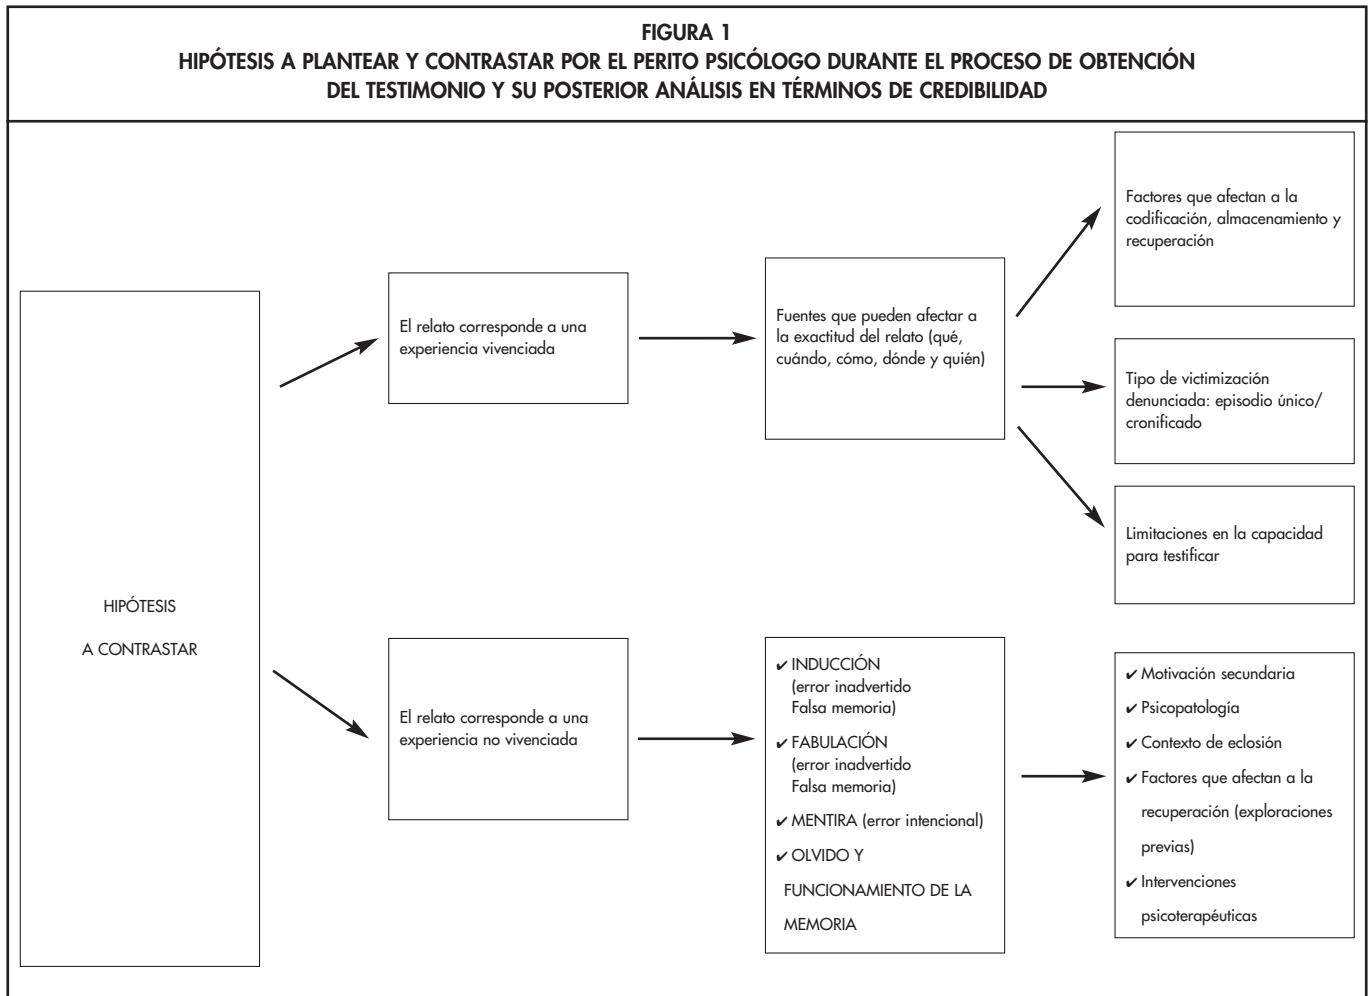 FIGURA 1
HIPÓTESIS A PLANTEAR Y CONTRASTAR POR EL PERITO PSICÓLOGO DURANTE EL PROCESO DE OBTENCIÓN
DEL TESTIMONIO Y SU POSTERIOR ANÁLISIS EN TÉRMINOS DE CREDIBILIDAD
HIPÓTESIS
A CONTRASTAR
El relato corresponde a una
experiencia vivenciada
Fuentes que pueden afectar a
la exactitud del relato (qué,
cuándo, cómo, dónde y quién)
Factores que afectan a la
codificación, almacenamiento y
recuperación
Tipo de victimización
denunciada: episodio único/
cronificado
Limitaciones en la capacidad
para testificar
El relato corresponde a una
experiencia no vivenciada
✔ INDUCCIÓN
(error inadvertido
Falsa memoria)
✔ FABULACIÓN
(error inadvertido
Falsa memoria)
✔ MENTIRA (error intencional)
✔ OLVIDO Y
FUNCIONAMIENTO DE LA
MEMORIA
✔ Motivación secundaria
✔ Psicopatología
✔ Contexto de eclosión
✔ Factores que afectan a la
recuperación (exploraciones
previas)
✔ Intervenciones
psicoterapéuticas